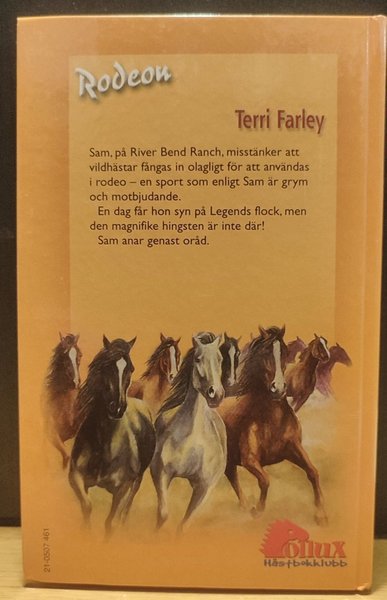 Rodeon
Terri Farley
Sam, på River Bend Ranch, misstänker att
vildhästar fångas in olagligt för att användas
i rodeo – en sport som enligt Sam är grym
och motbjudande.
En dag får hon syn på Legends flock, men
den magnifike hingsten är inte där!
Sam anar genast oråd.
21-0507 461
Pollux
Hästbokklubb